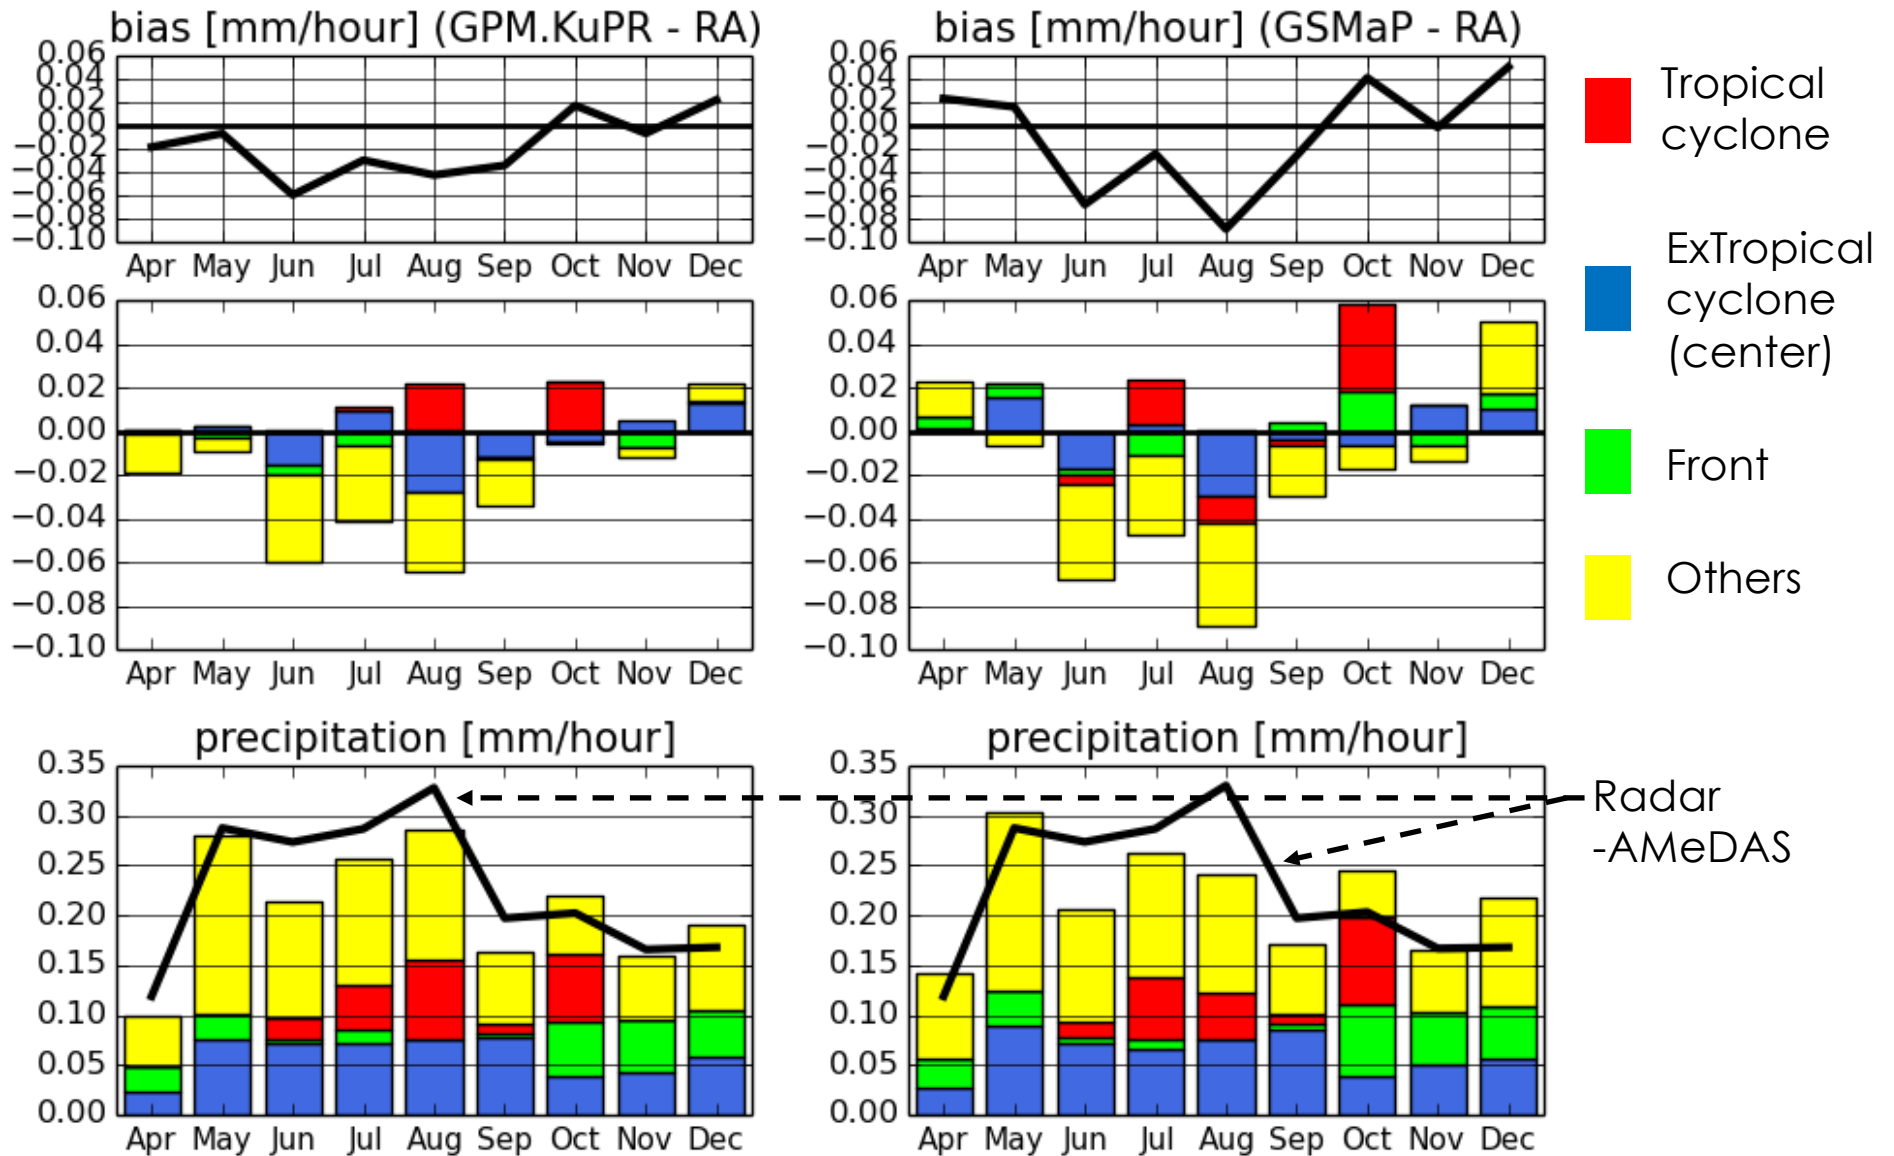 bias [mm/hour] (GPM.KuPR - RA)
0.06
0.04
0.02
0.00
−0.02
−0.04
−0.06
−0.08
−0.10
Apr May Jun Jul Aug Sep Oct Nov Dec
bias [mm/hour] (GSMaP - RA)
0.06
0.04
0.02
0.00
−0.02
−0.04
−0.06
−0.08
−0.10
Apr May Jun Jul Aug Sep Oct Nov Dec
0.06
0.04
0.02
0.00
−0.02
−0.04
−0.06
−0.08
−0.10
Apr May Jun Jul Aug Sep Oct Nov Dec
0.06
0.04
0.02
0.00
−0.02
−0.04
−0.06
−0.08
−0.10
Apr May Jun Jul Aug Sep Oct Nov Dec
precipitation [mm/hour]
0.35
0.30
0.25
0.20
0.15
0.10
0.05
0.00
Apr May Jun Jul Aug Sep Oct Nov Dec
precipitation [mm/hour]
0.35
0.30
0.25
0.20
0.15
0.10
0.05
0.00
Apr May Jun Jul Aug Sep Oct Nov Dec
Tropical
cyclone
ExTropical
cyclone
(center)
Front
Others
Radar
-AMeDAS